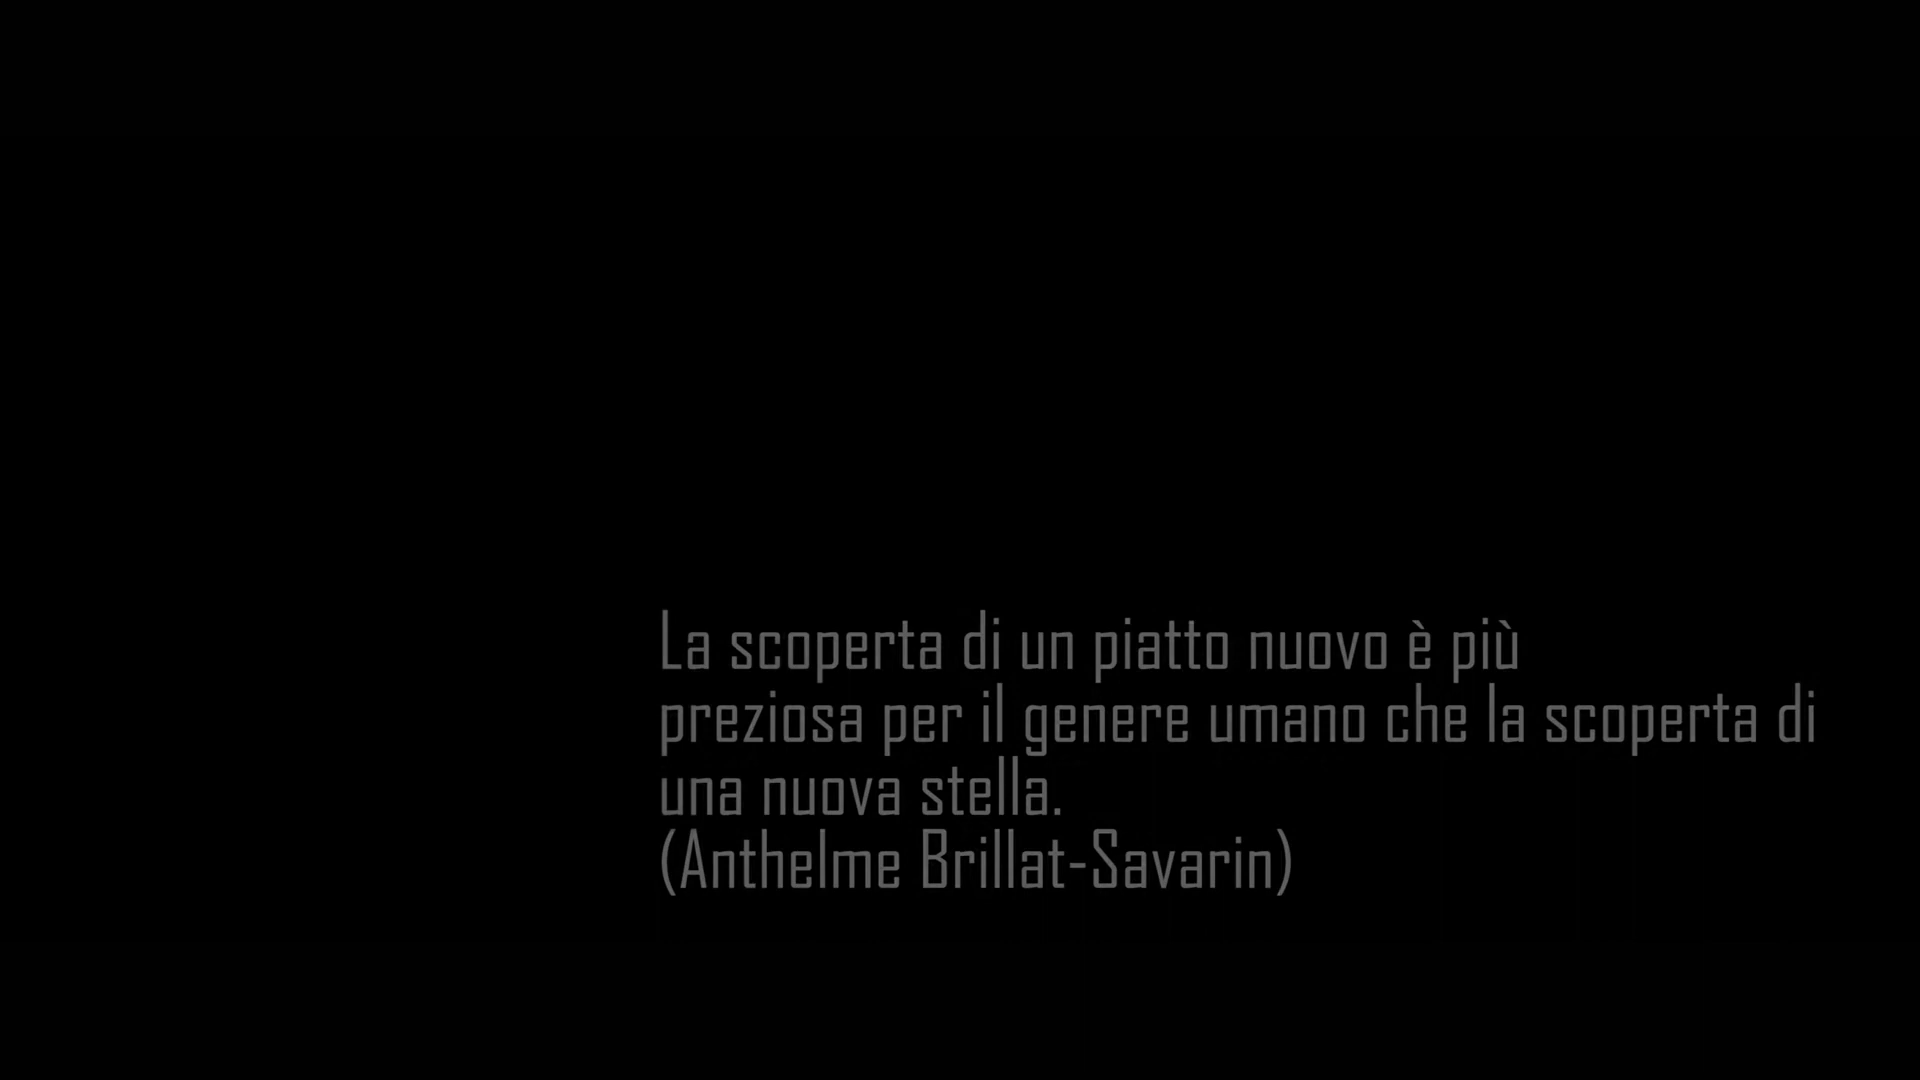 La scoperta di un piatto nuovo è più
preziosa per il genere umano che la scoperta di
una nuova stella.
(Anthelme Brillat-Savarin)